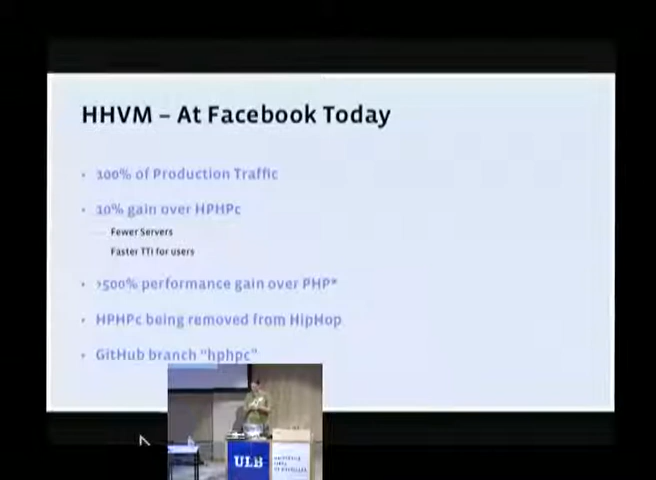 HHVM – At Facebook Today
• 100% of Production Traffic
• 10% gain over HPHPc
Fewer Servers
Faster TTI for users
• >500% performance gain over PHP*
• HPHPc being removed from HipHop
• GitHub branch "hphpc"
ULB